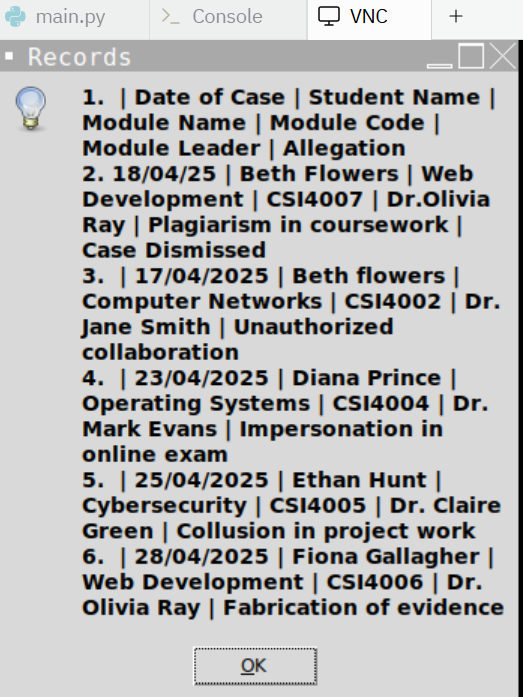 main.py
Console
VNC
+
Records
1.  | Date of Case | Student Name |
Module Name | Module Code |
Module Leader | Allegation
2. 18/04/25 | Beth Flowers | Web
Development | CSI4007 | Dr.Olivia
Ray | Plagiarism in coursework |
Case Dismissed
3.  | 17/04/2025 | Beth flowers |
Computer Networks | CSI4002 | Dr.
Jane Smith | Unauthorized
collaboration
4.  | 23/04/2025 | Diana Prince |
Operating Systems | CSI4004 | Dr.
Mark Evans | Impersonation in
online exam
5.  | 25/04/2025 | Ethan Hunt |
Cybersecurity | CSI4005 | Dr. Claire
Green | Collusion in project work
6.  | 28/04/2025 | Fiona Gallagher |
Web Development | CSI4006 | Dr.
Olivia Ray | Fabrication of evidence
OK